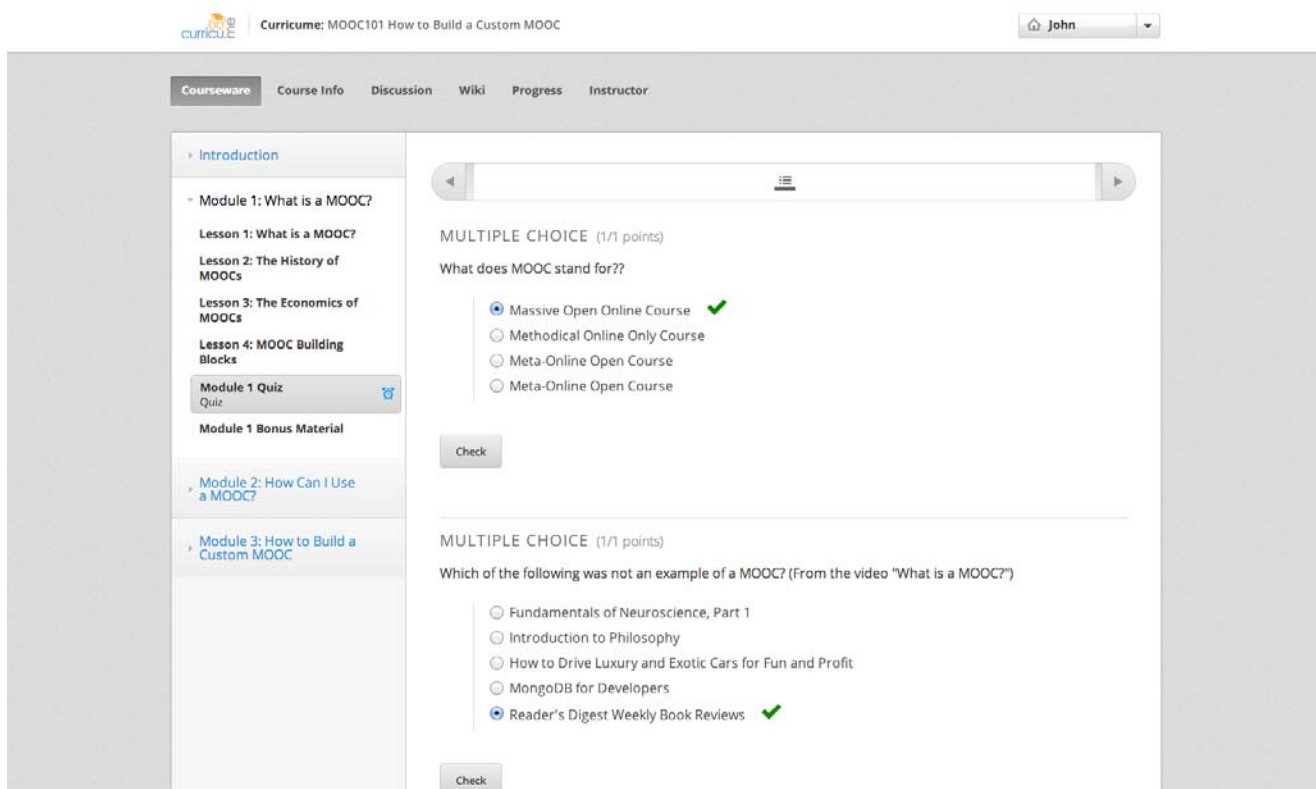 curricu.me
Curricume: MOOC101 How to Build a Custom MOOC
John
Courseware
Course Info
Discussion
Wiki
Progress
Instructor
Introduction
Module 1: What is a MOOC?
Lesson 1: What is a MOOC?
Lesson 2: The History of
MOOCs
Lesson 3: The Economics of
MOOCs
Lesson 4: MOOC Building
Blocks
Module 1 Quiz
Quiz
Module 1 Bonus Material
Module 2: How Can I Use
a MOOC?
Module 3: How to Build a
Custom MOOC
MULTIPLE CHOICE (1/1 points)
What does MOOC stand for??
Massive Open Online Course
Methodical Online Only Course
Meta-Online Open Course
Meta-Online Open Course
Check
MULTIPLE CHOICE (1/1 points)
Which of the following was not an example of a MOOC? (From the video "What is a MOOC?")
Fundamentals of Neuroscience, Part 1
Introduction to Philosophy
How to Drive Luxury and Exotic Cars for Fun and Profit
MongoDB for Developers
Reader's Digest Weekly Book Reviews
Check